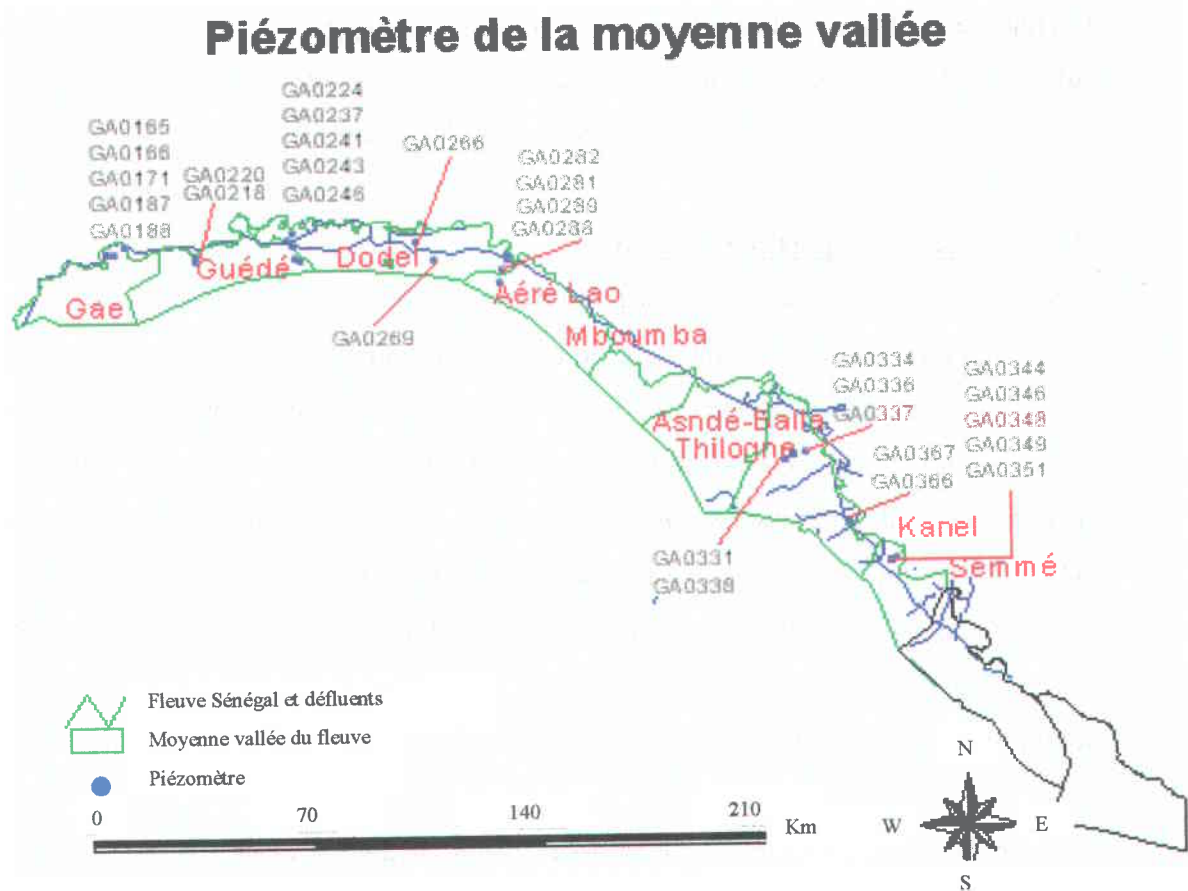 Piézomètre de la moyenne vallée
GA0224
GA0237
GA0241
GA0243
GA0246
GA0165
GA0166
GA0171
GA0187
GA0188
GA0220
GA0218
GA0266
GA0282
GA0281
GA0289
GA0288
Gae
Guédé
Dodel
Aéré Lao
GA0269
Mboumba
GA0334
GA0336
GA0337
GA0344
GA0346
GA0348
GA0349
GA0351
Asndé-Balla
Thilogne
GA0367
GA0366
GA0331
GA0338
Kanel
Semmé
Fleuve Sénégal et défluents
Moyenne vallée du fleuve
Piézomètre
0 70 140 210 Km
N
W E
S